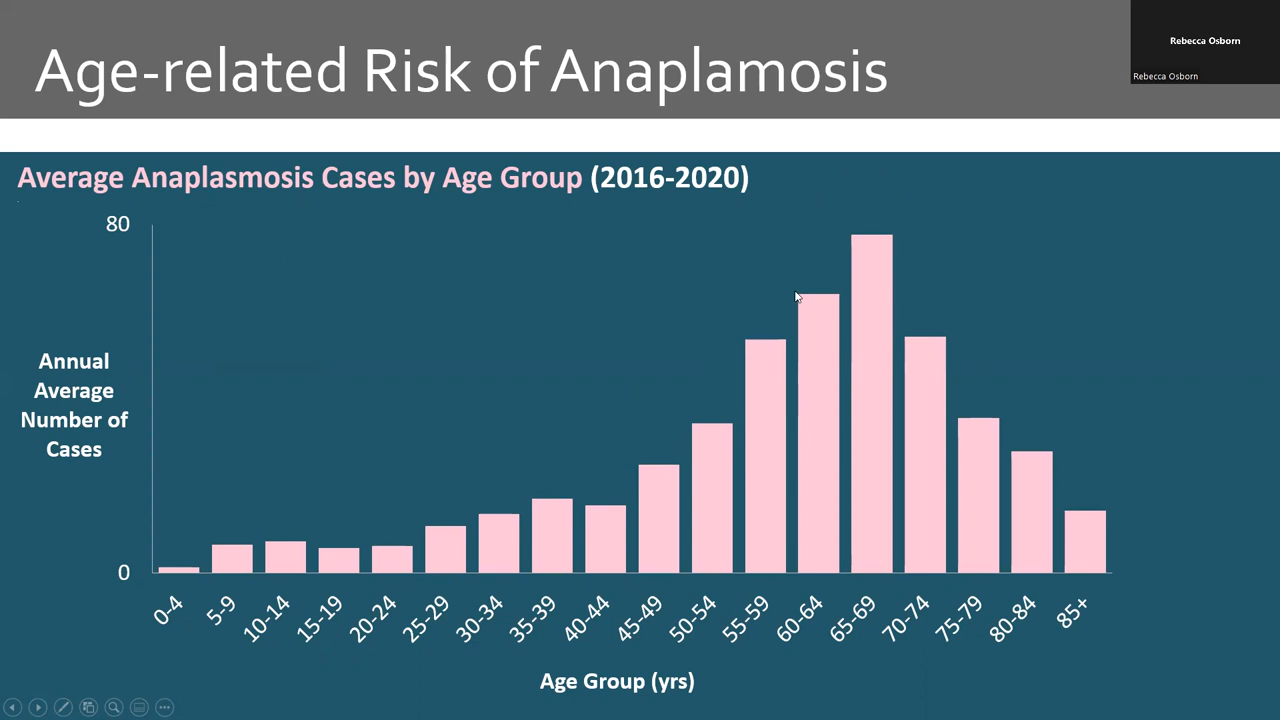 Age-related Risk of Anaplamosis
Rebecca Osborn
Rebecca Osborn
Average Anaplasmosis Cases by Age Group (2016-2020)
80
Annual
Average
Number of
Cases
0
0-4
5-9
10-14
15-19
20-24
25-29
30-34
35-39
40-44
45-49
50-54
55-59
60-64
65-69
70-74
75-79
80-84
85+
Age Group (yrs)